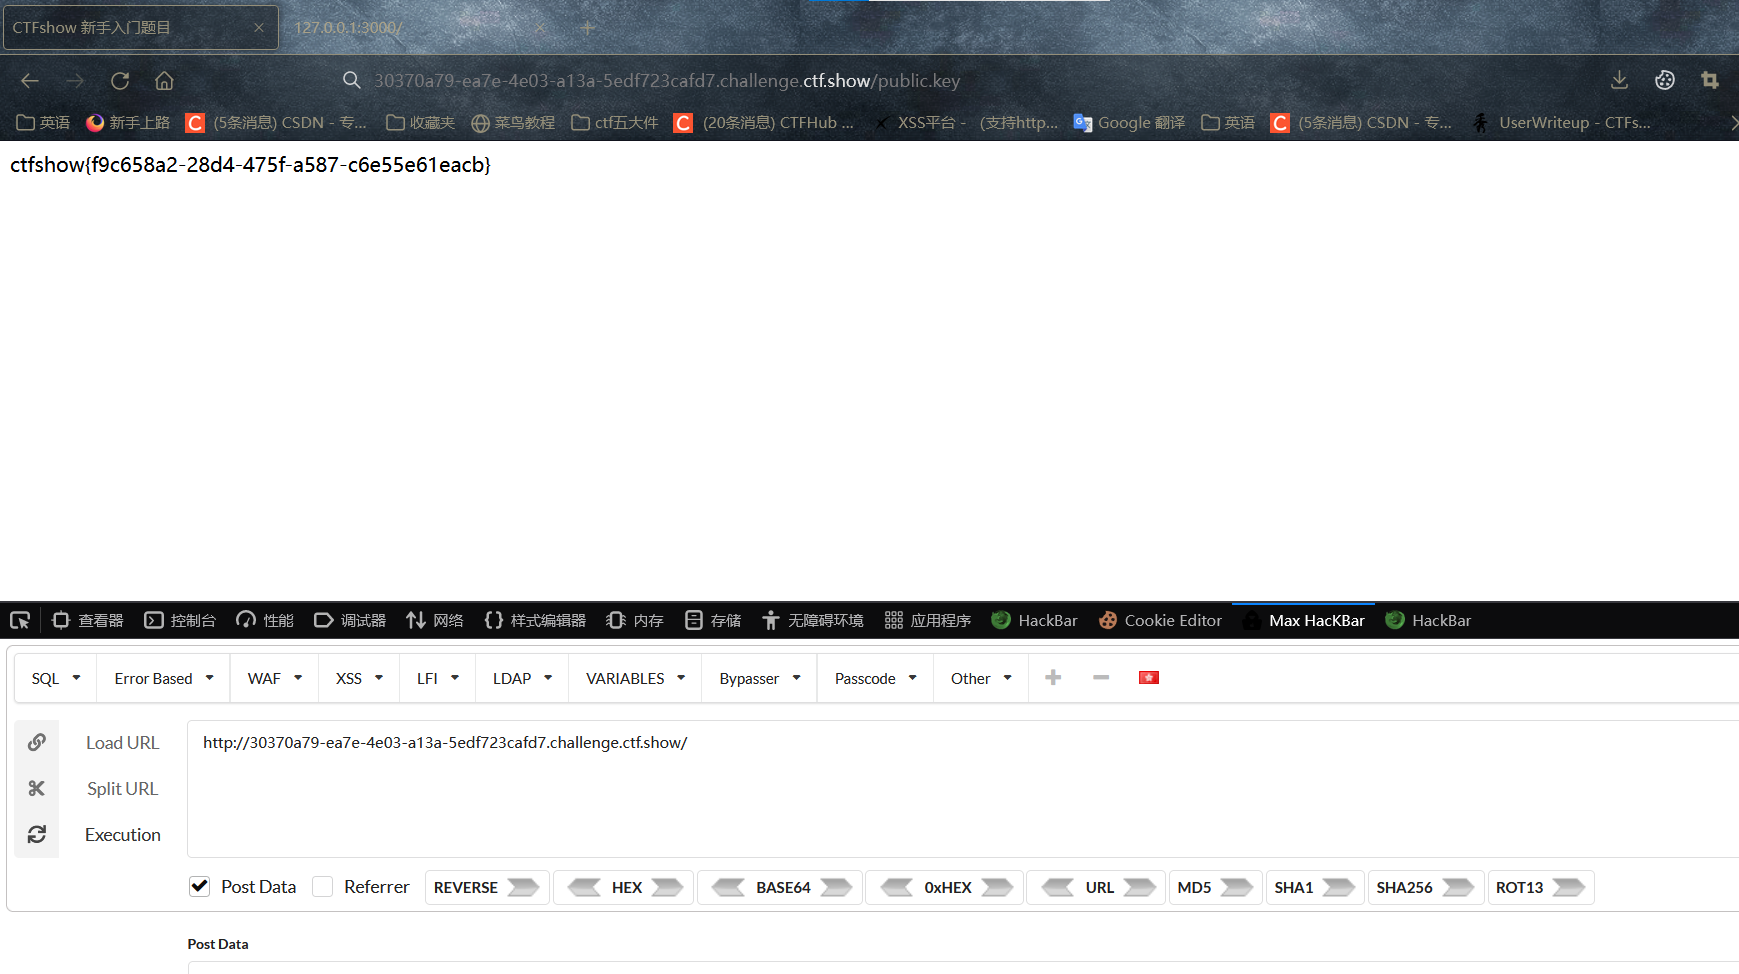 CTFshow 新手入门题目
127.0.0.1:3000/
30370a79-ea7e-4e03-a13a-5edf723cafd7.challenge.ctf.show/public.key
英语 新手上路 (5条消息) CSDN - 专... 收藏夹 菜鸟教程 ctf五大件 (20条消息) CTFHub ... XSS平台 - (支持http... Google 翻译 英语 (5条消息) CSDN - 专... UserWriteup - CTFs...
ctfshow{f9c658a2-28d4-475f-a587-c6e55e61eacb}
查看器 控制台 性能 调试器 网络 样式编辑器 内存 存储 无障碍环境 应用程序 HackBar Cookie Editor Max HacKBar HackBar
SQL Error Based WAF XSS LFI LDAP VARIABLES Bypasser Passcode Other
Load URL http://30370a79-ea7e-4e03-a13a-5edf723cafd7.challenge.ctf.show/
Split URL
Execution
Post Data Referrer REVERSE HEX BASE64 0xHEX URL MD5 SHA1 SHA256 ROT13
Post Data